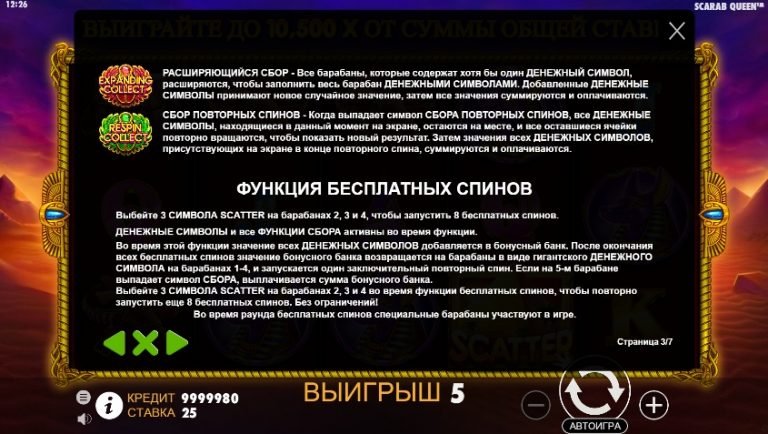 12:26
SCARAB QUEEN™
ВЫИГРАЙТЕ ДО 10,500 X ОТ СУММЫ ОБЩЕЙ СТАВ
EXPANDING
COLLECT
РАСШИРЯЮЩИЙСЯ СБОР - Все барабаны, которые содержат хотя бы один ДЕНЕЖНЫЙ СИМВОЛ,
расширяются, чтобы заполнить весь барабан ДЕНЕЖНЫМИ СИМВОЛАМИ. Добавленные ДЕНЕЖНЫЕ
СИМВОЛЫ принимают новое случайное значение, затем все значения суммируются и оплачиваются.
RESPIN
COLLECT
СБОР ПОВТОРНЫХ СПИНОВ - Когда выпадает символ СБОРА ПОВТОРНЫХ СПИНОВ, все ДЕНЕЖНЫЕ
СИМВОЛЫ, находящиеся в данный момент на экране, остаются на месте, и все оставшиеся ячейки
повторно вращаются, чтобы показать новый результат. Затем значения всех ДЕНЕЖНЫХ СИМВОЛОВ,
присутствующих на экране в конце повторного спина, суммируются и оплачиваются.
ФУНКЦИЯ БЕСПЛАТНЫХ СПИНОВ
Выбейте 3 СИМВОЛА SCATTER на барабанах 2, 3 и 4, чтобы запустить 8 бесплатных спинов.
ДЕНЕЖНЫЕ СИМВОЛЫ и все ФУНКЦИИ СБОРА активны во время функции.
Во время этой функции значение всех ДЕНЕЖНЫХ СИМВОЛОВ добавляется в бонусный банк. После окончания
всех бесплатных спинов значение бонусного банка возвращается на барабаны в виде гигантского ДЕНЕЖНОГО
СИМВОЛА на барабанах 1-4, и запускается один заключительный повторный спин. Если на 5-м барабане
выпадает символ СБОРА, выплачивается сумма бонусного банка.
Выбейте 3 СИМВОЛА SCATTER на барабанах 2, 3 и 4 во время функции бесплатных спинов, чтобы повторно
запустить еще 8 бесплатных спинов. Без ограничений!
Во время раунда бесплатных спинов специальные барабаны участвуют в игре.
SCATTER
Страница 3/7
КРЕДИТ 9999980
СТАВКА 25
ВЫИГРЫШ 5
АВТОИГРА